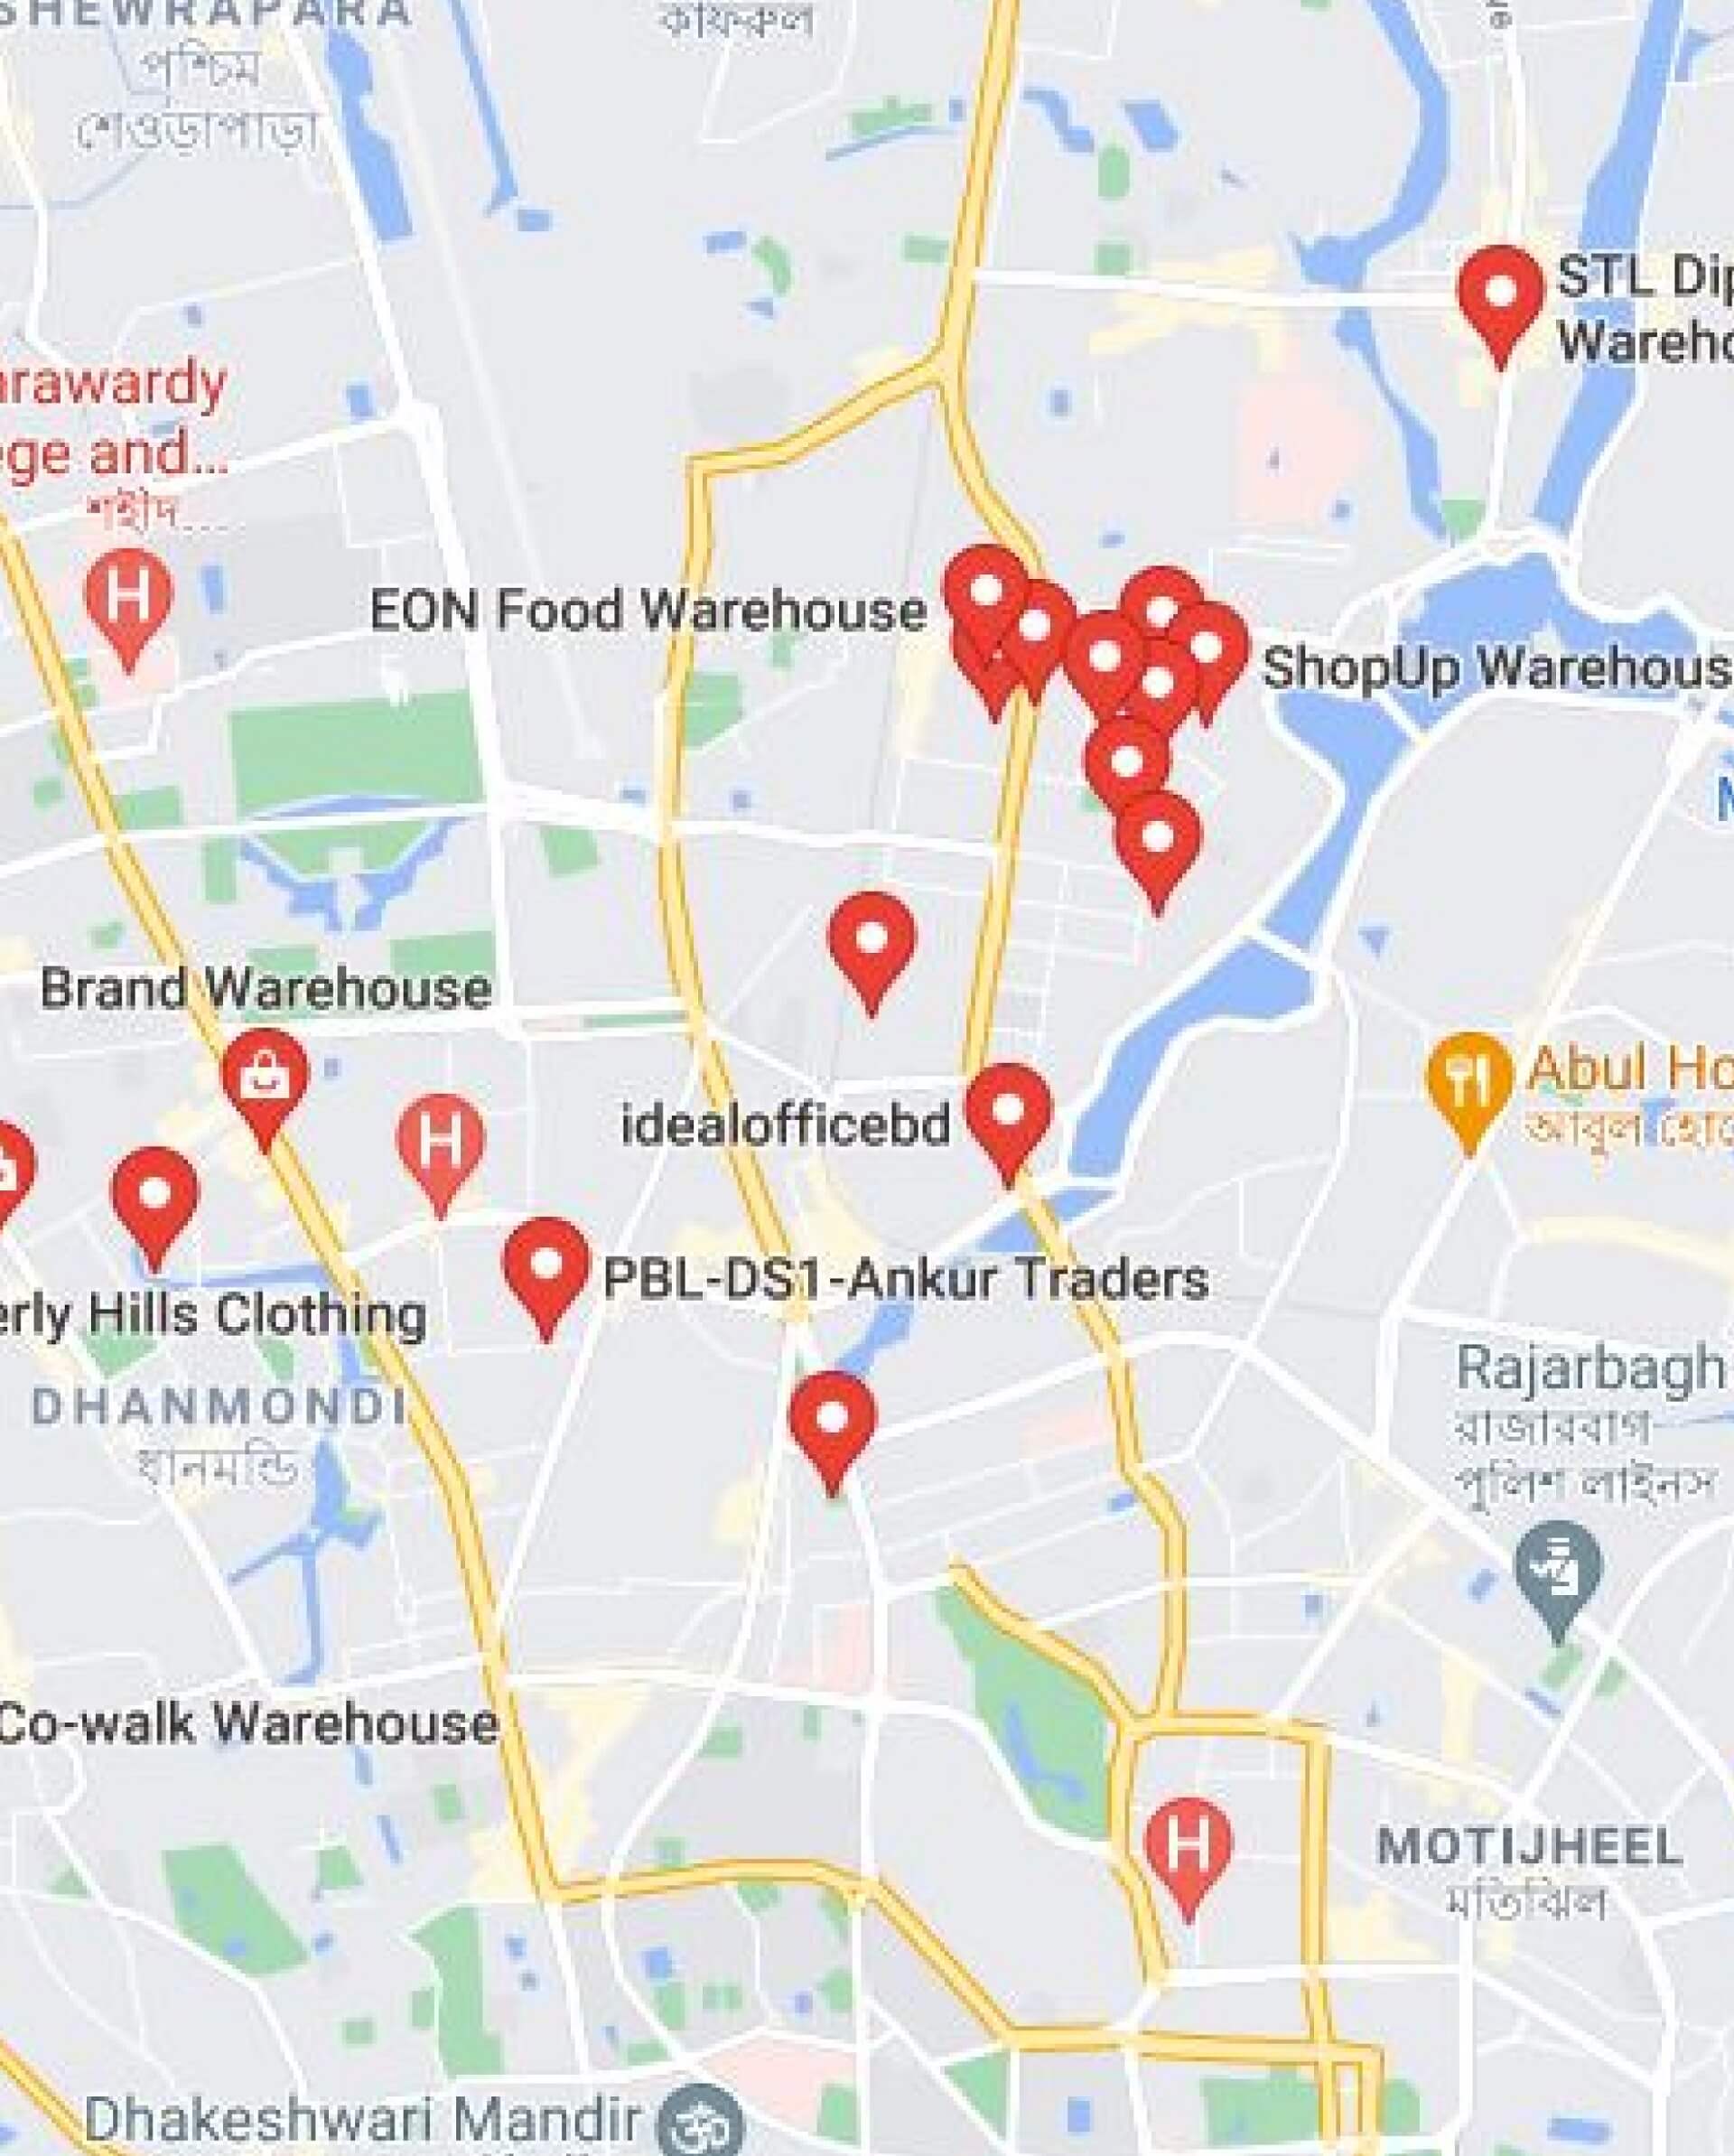 SHEWRAPARA
পশ্চিম
শেওড়াপাড়া
কাফরুল
STL Dip
Wareho
hrawardy
ege and...
শহীদ....
EON Food Warehouse
ShopUp Warehous
M
Brand Warehouse
Abul Ho
আবুল হোটে
idealofficebd
PBL-DS1-Ankur Traders
erly Hills Clothing
DHANMONDI
ধানমন্ডি
Rajarbagh
রাজারবাগ
পুলিশ লাইনস
Co-walk Warehouse
MOTIJHEEL
মতিঝিল
Dhakeshwari Mandir